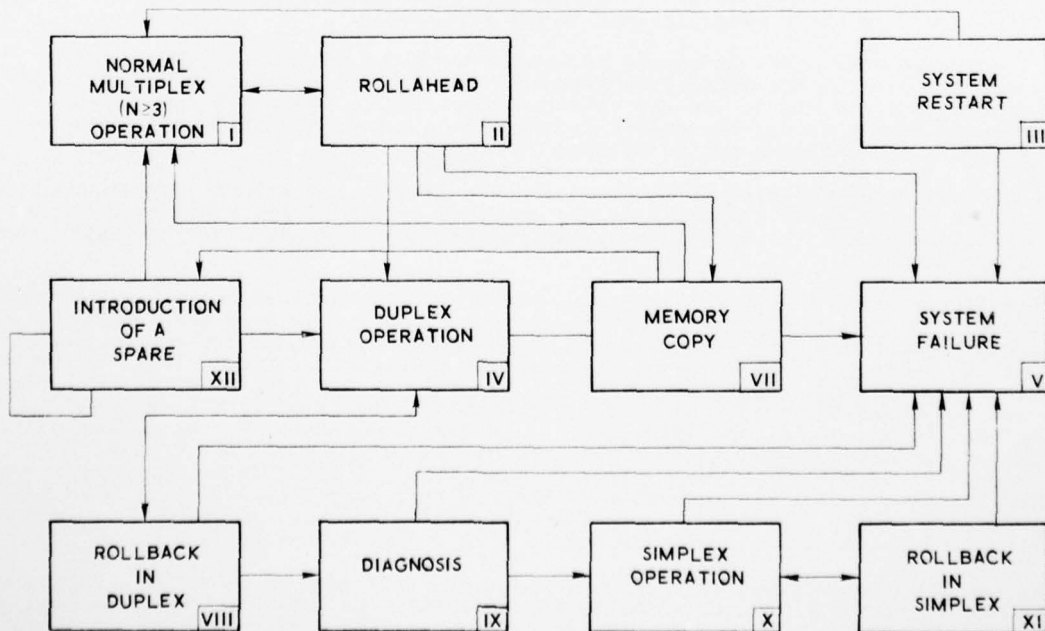 NORMAL
MULTIPLEX
(N≥3)
OPERATION
I
ROLLAHEAD
II
SYSTEM
RESTART
III
INTRODUCTION
OF A
SPARE
XII
DUPLEX
OPERATION
IV
MEMORY
COPY
VII
SYSTEM
FAILURE
V
ROLLBACK
IN
DUPLEX
VIII
DIAGNOSIS
IX
SIMPLEX
OPERATION
X
ROLLBACK
IN
SIMPLEX
XI